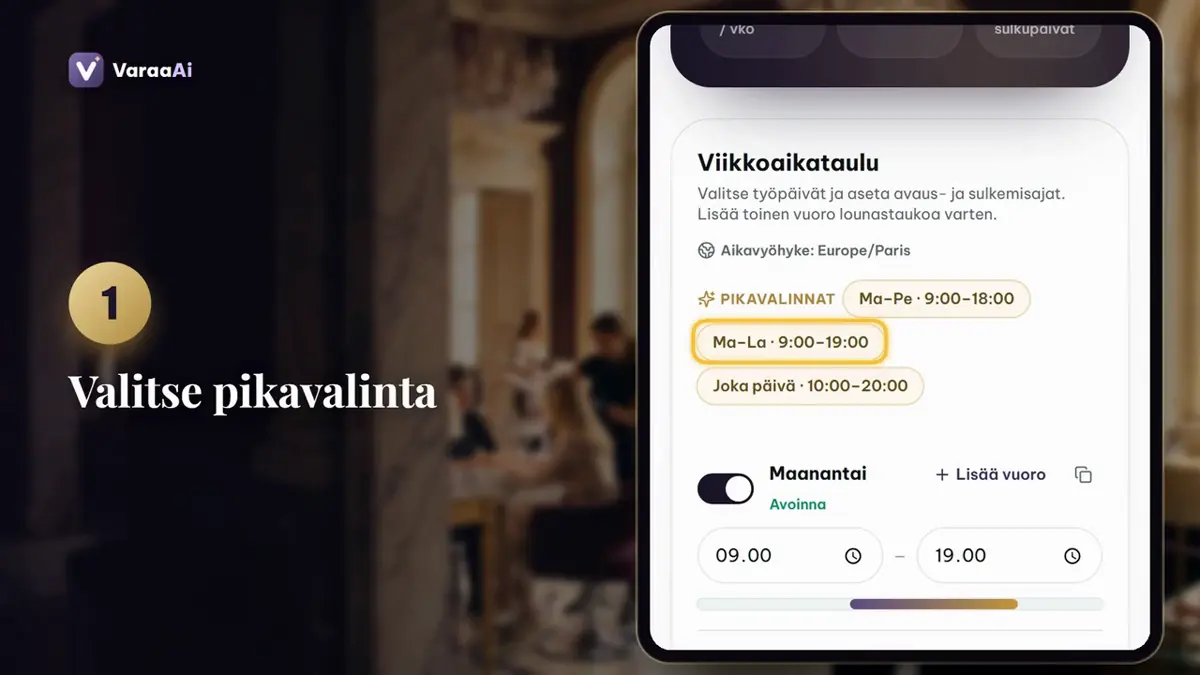 VaraaAi
1
Valitse pikavalinta
/ vko
sulkupäivät
Viikkoaikataulu
Valitse työpäivät ja aseta avaus- ja sulkemisajat.
Lisää toinen vuoro lounastaukoa varten.
Aikavyöhyke: Europe/Paris
PIKAVALINNAT
Ma–Pe · 9:00–18:00
Ma–La · 9:00–19:00
Joka päivä · 10:00–20:00
Maanantai
+ Lisää vuoro
Avoinna
09.00
–
19.00